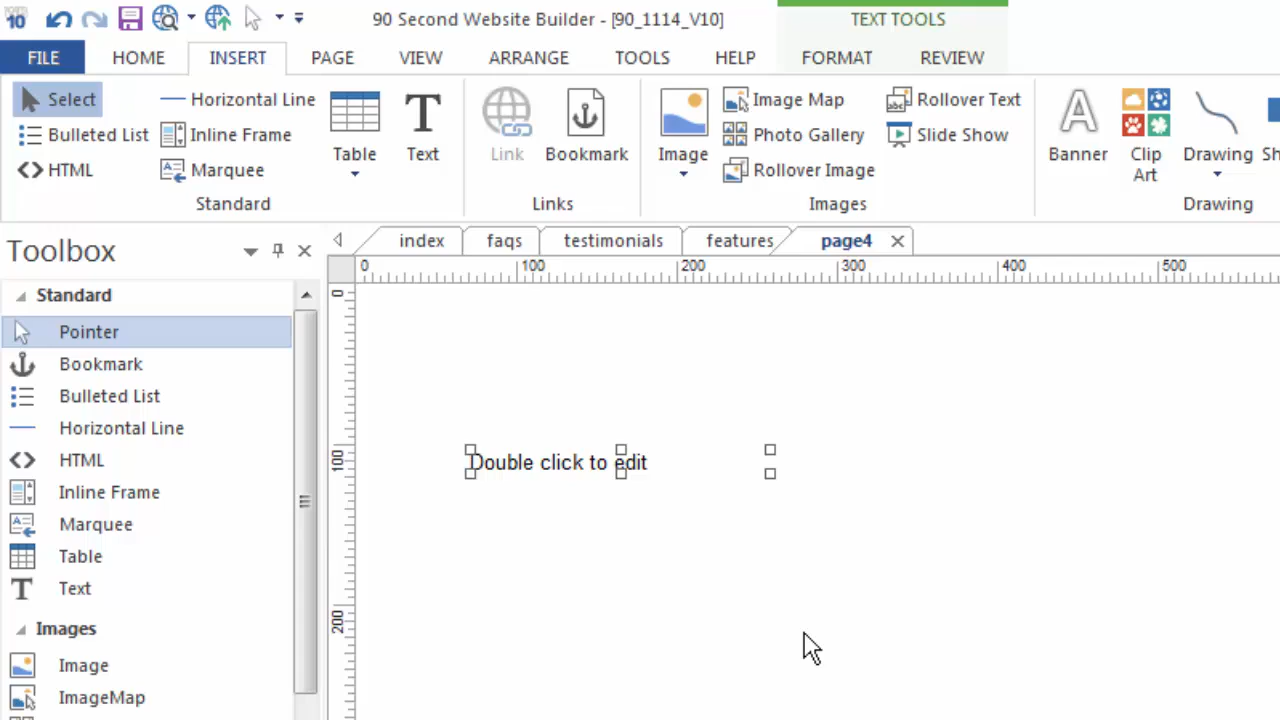 10
90 Second Website Builder - [90_1114_V10]
TEXT TOOLS
FILE HOME INSERT PAGE VIEW ARRANGE TOOLS HELP FORMAT REVIEW
Select
Bulleted List
HTML
Horizontal Line
Inline Frame
Marquee
Table
Text
Standard
Link
Bookmark
Links
Image
Image Map
Photo Gallery
Rollover Image
Rollover Text
Slide Show
Images
Banner
Clip
Art
Drawing
Sh
Drawing
Toolbox
index faqs testimonials features page4
0 100 200 300 400 500
0
100
200
Standard
Pointer
Bookmark
Bulleted List
Horizontal Line
HTML
Inline Frame
Marquee
Table
Text
Images
Image
ImageMap
Double click to edit